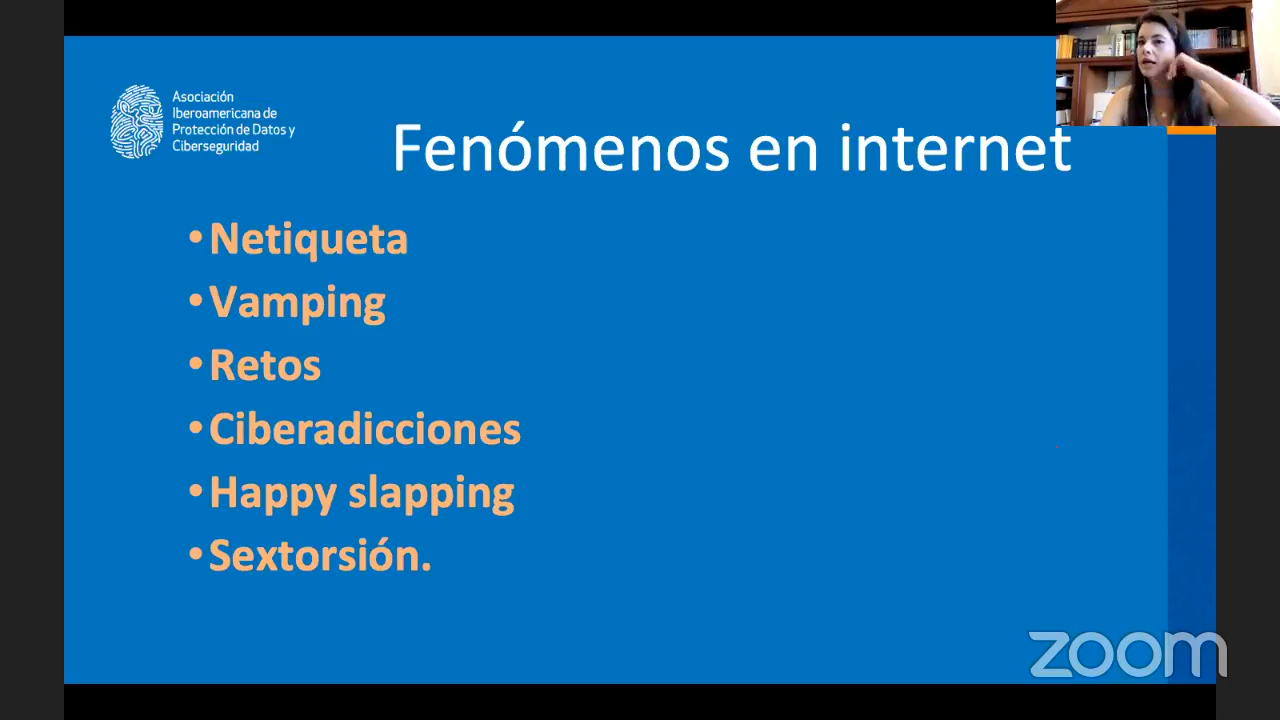 Asociación
Iberoamericana de
Protección de Datos y
Ciberseguridad
Fenómenos en internet
•Netiqueta
•Vamping
•Retos
•Ciberadicciones
•Happy slapping
•Sextorsión.
zoom